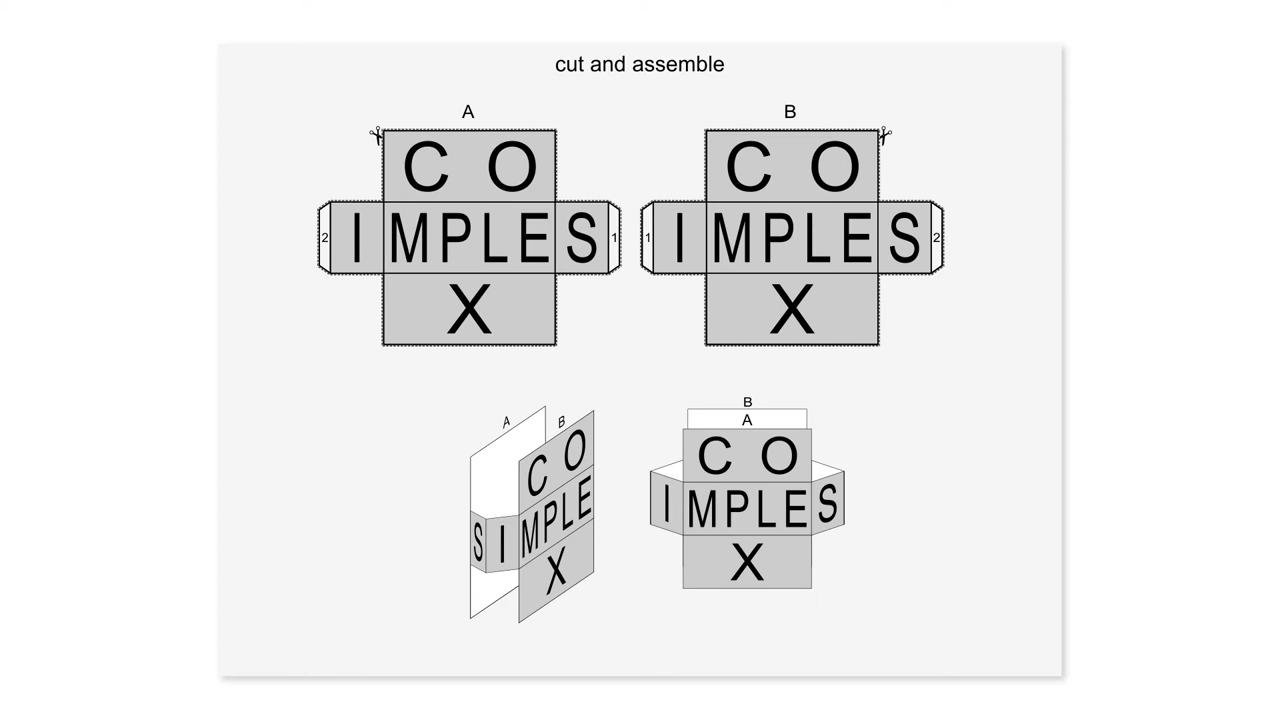 cut and assemble
A B
C O C O
2 I MPLE S 1 1 I MPLE S 2
X X
A B
C O
S I MPLE
X
B
A
C O
I MPLE S
X